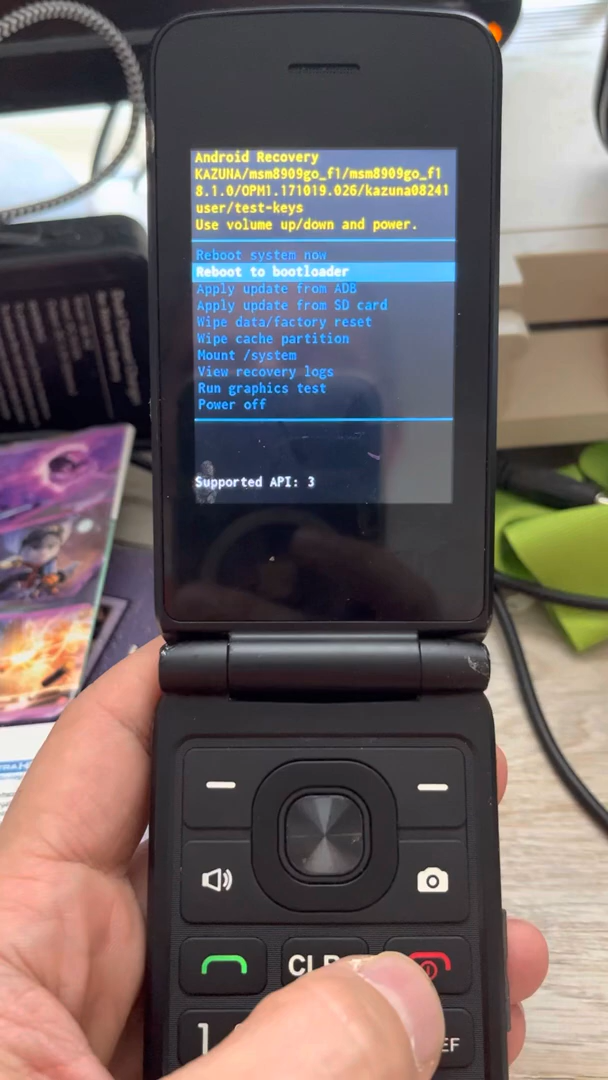 Android Recovery
KAZUNA/msm8909go_f1/msm8909go_f1
8.1.0/OPM1.171019.026/kazuna08241
user/test-keys
Use volume up/down and power.
Reboot system now
Reboot to bootloader
Apply update from ADB
Apply update from SD card
Wipe data/factory reset
Wipe cache partition
Mount /system
View recovery logs
Run graphics test
Power off
Supported API: 3
CLR
1
EF